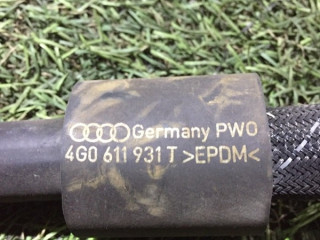 Germany PWO
4G0 611 931 T >EPDM<